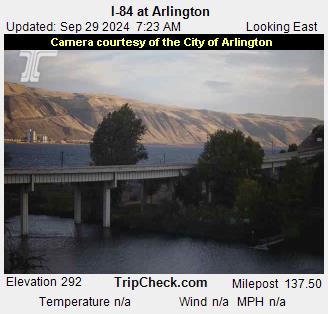 I-84 at Arlington
Updated: Sep 29 2024 7:23 AM Looking East
Camera courtesy of the City of Arlington
Elevation 292 TripCheck.com Milepost 137.50
Temperature n/a Wind n/a MPH n/a